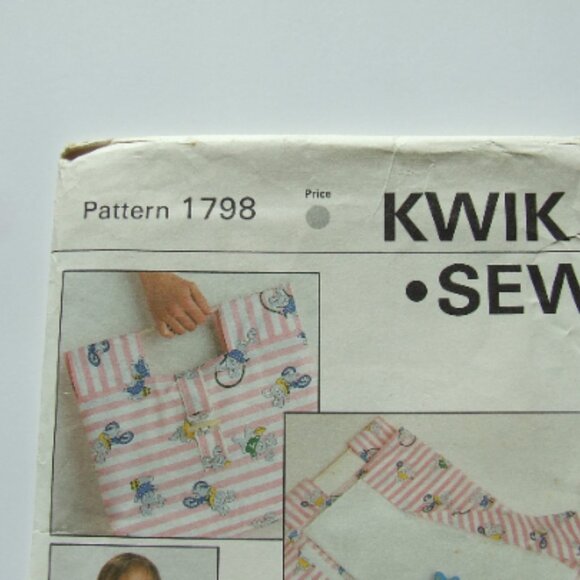 Pattern 1798
Price
KWIK
•SEW